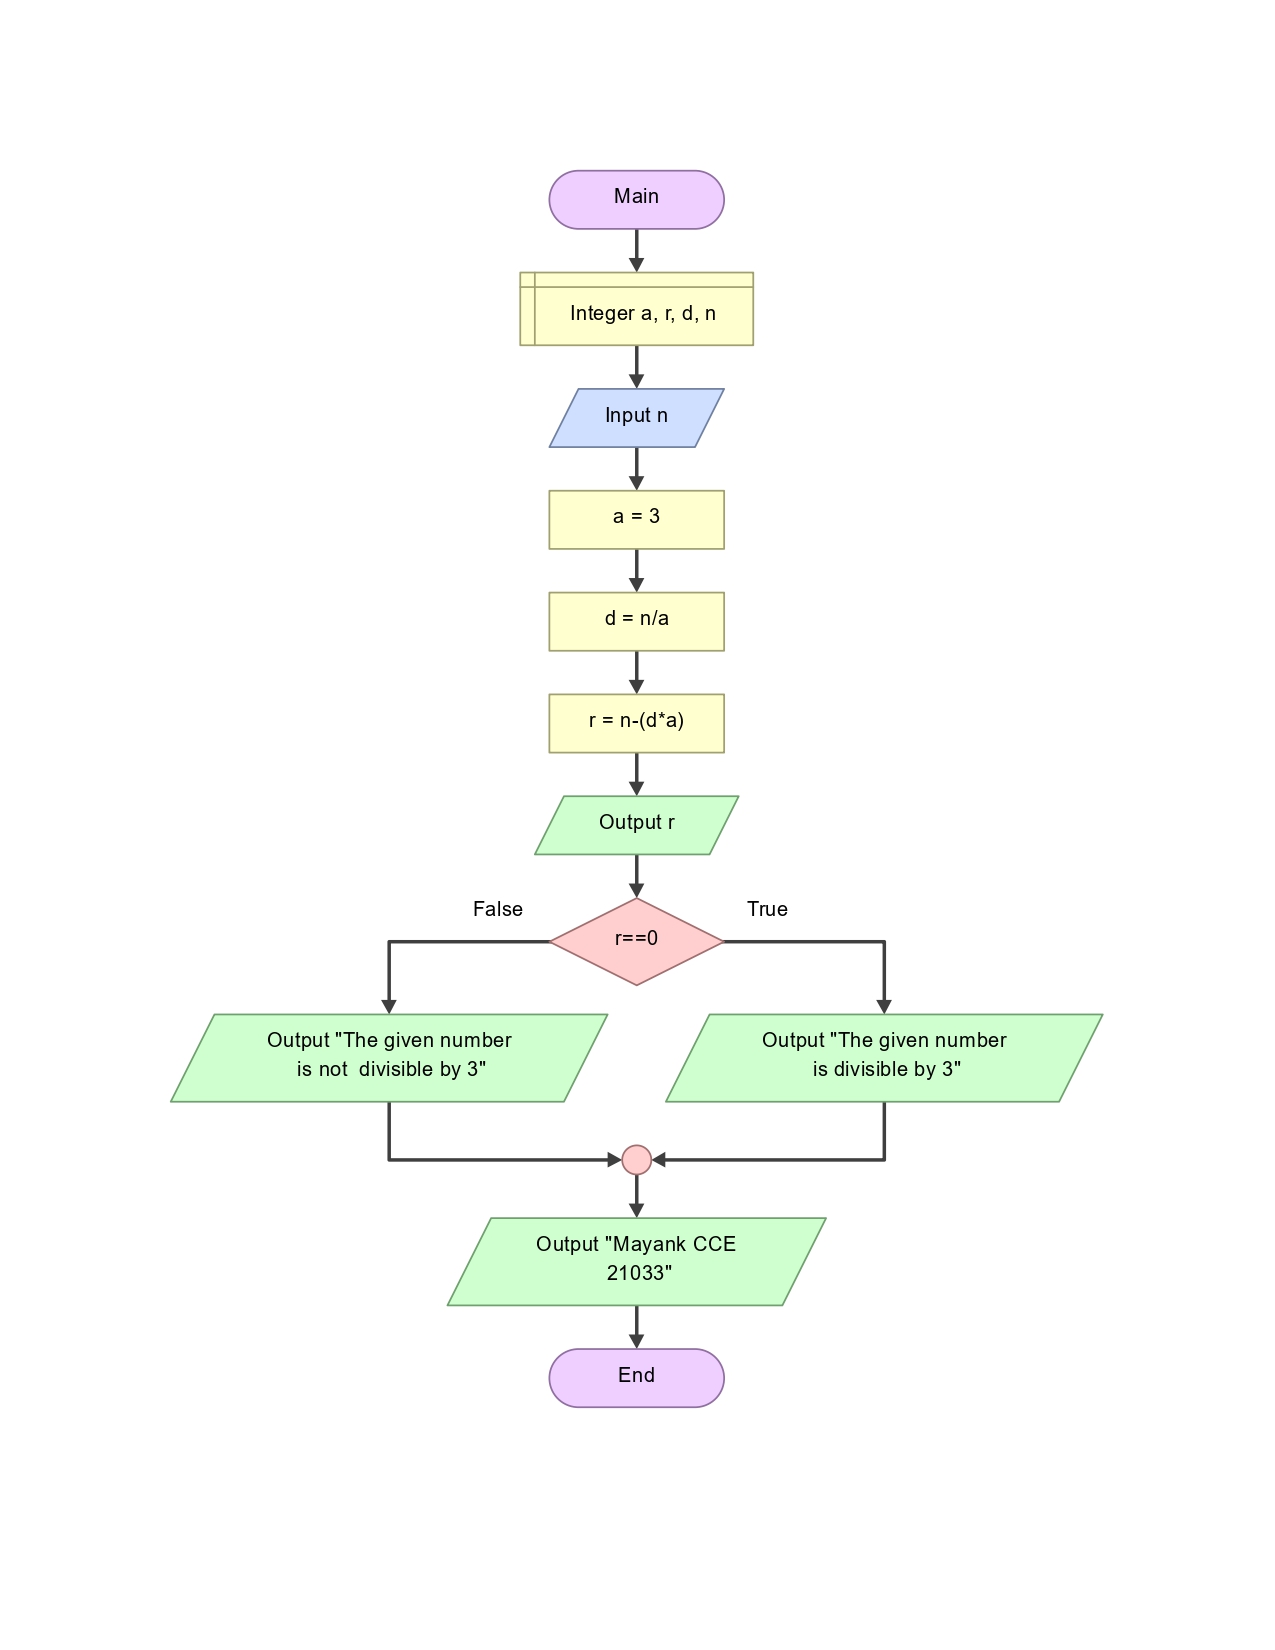 Main
Integer a, r, d, n
Input n
a = 3
d = n/a
r = n-(d*a)
Output r
False
True
r==0
Output "The given number
is not  divisible by 3"
Output "The given number
is divisible by 3"
Output "Mayank CCE
21033"
End